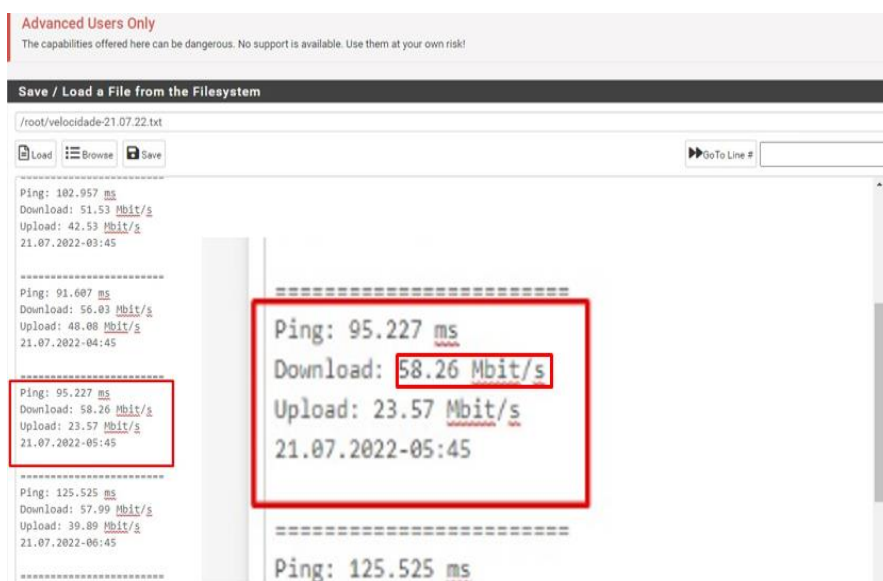 Advanced Users Only
The capabilities offered here can be dangerous. No support is available. Use them at your own risk!
Save / Load a File from the Filesystem
/root/velocidade-21.07.22.txt
Load Browse Save GoTo Line #
========================
Ping: 102.957 ms
Download: 51.53 Mbit/s
Upload: 42.53 Mbit/s
21.07.2022-03:45
========================
Ping: 91.607 ms
Download: 56.03 Mbit/s
Upload: 48.08 Mbit/s
21.07.2022-04:45
========================
Ping: 95.227 ms
Download: 58.26 Mbit/s
Upload: 23.57 Mbit/s
21.07.2022-05:45
========================
Ping: 125.525 ms
Download: 57.99 Mbit/s
Upload: 39.89 Mbit/s
21.07.2022-06:45
========================
========================
Ping: 95.227 ms
Download: 58.26 Mbit/s
Upload: 23.57 Mbit/s
21.07.2022-05:45
========================
Ping: 125.525 ms